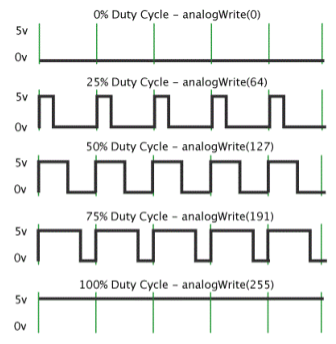 0% Duty Cycle – analogWrite(0)
5v
0v
25% Duty Cycle – analogWrite(64)
5v
0v
50% Duty Cycle – analogWrite(127)
5v
0v
75% Duty Cycle – analogWrite(191)
5v
0v
100% Duty Cycle – analogWrite(255)
5v
0v